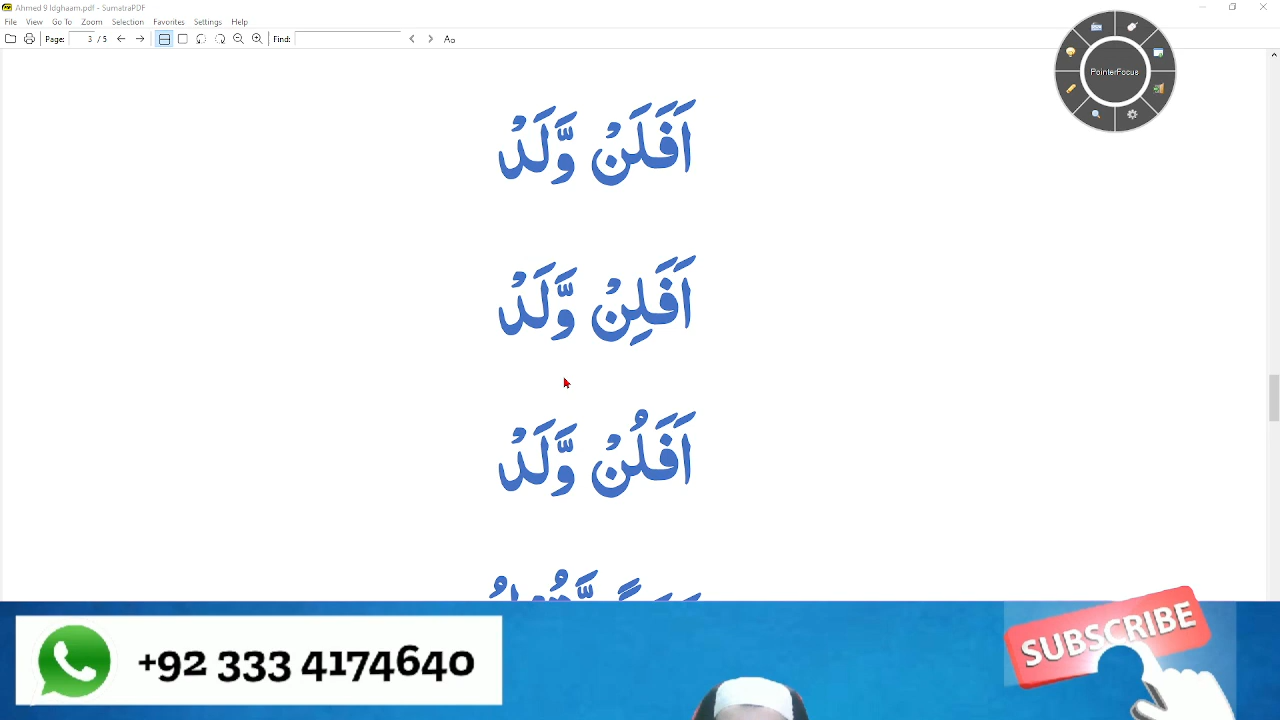 Ahmed 9 Idghaam.pdf - SumatraPDF
File View Go To Zoom Selection Favorites Settings Help
Page: 3 / 5 Find: Aa
PointerFocus
اَفَلَنْ وَّلَدْ
اَفَلِنْ وَّلَدْ
اَفَلُنْ وَّلَدْ
+92 333 4174640
SUBSCRIBE